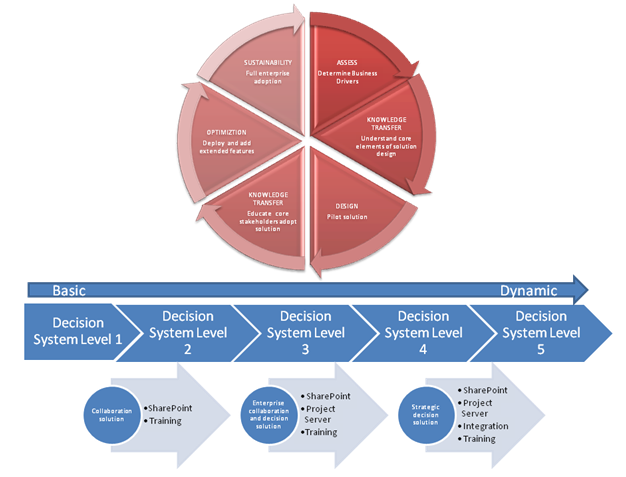 SUSTAINABILITY
Full enterprise
adoption
ASSESS
Determine Business
Drivers
KNOWLEDGE
TRANSFER
Understand core
elements of solution
design
DESIGN
Pilot solution
KNOWLEDGE
TRANSFER
Educate core
stakeholders adopt
solution
OPTIMIZTION
Deploy and add
extended features
Basic
Dynamic
Decision
System Level 1
Decision
System Level
2
Decision
System Level
3
Decision
System Level
4
Decision
System Level
5
Collaboration
solution
•SharePoint
•Training
Enterprise
collaboration
and decision
solution
•SharePoint
•Project
Server
•Training
Strategic
decision
solution
•SharePoint
•Project
Server
•Integration
•Training